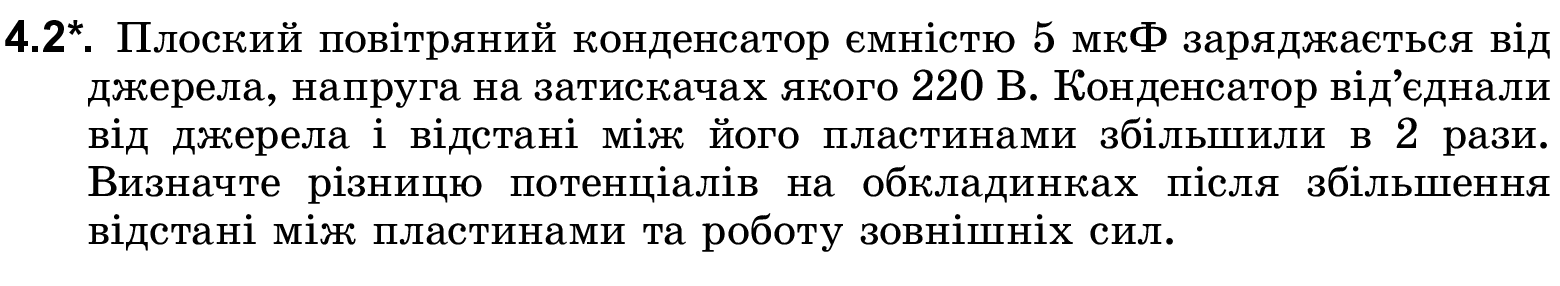 4.2*. Плоский повітряний конденсатор ємністю 5 мкФ заряджається від
джерела, напруга на затискачах якого 220 В. Конденсатор від’єднали
від джерела і відстані між його пластинами збільшили в 2 рази.
Визначте різницю потенціалів на обкладинках після збільшення
відстані між пластинами та роботу зовнішніх сил.